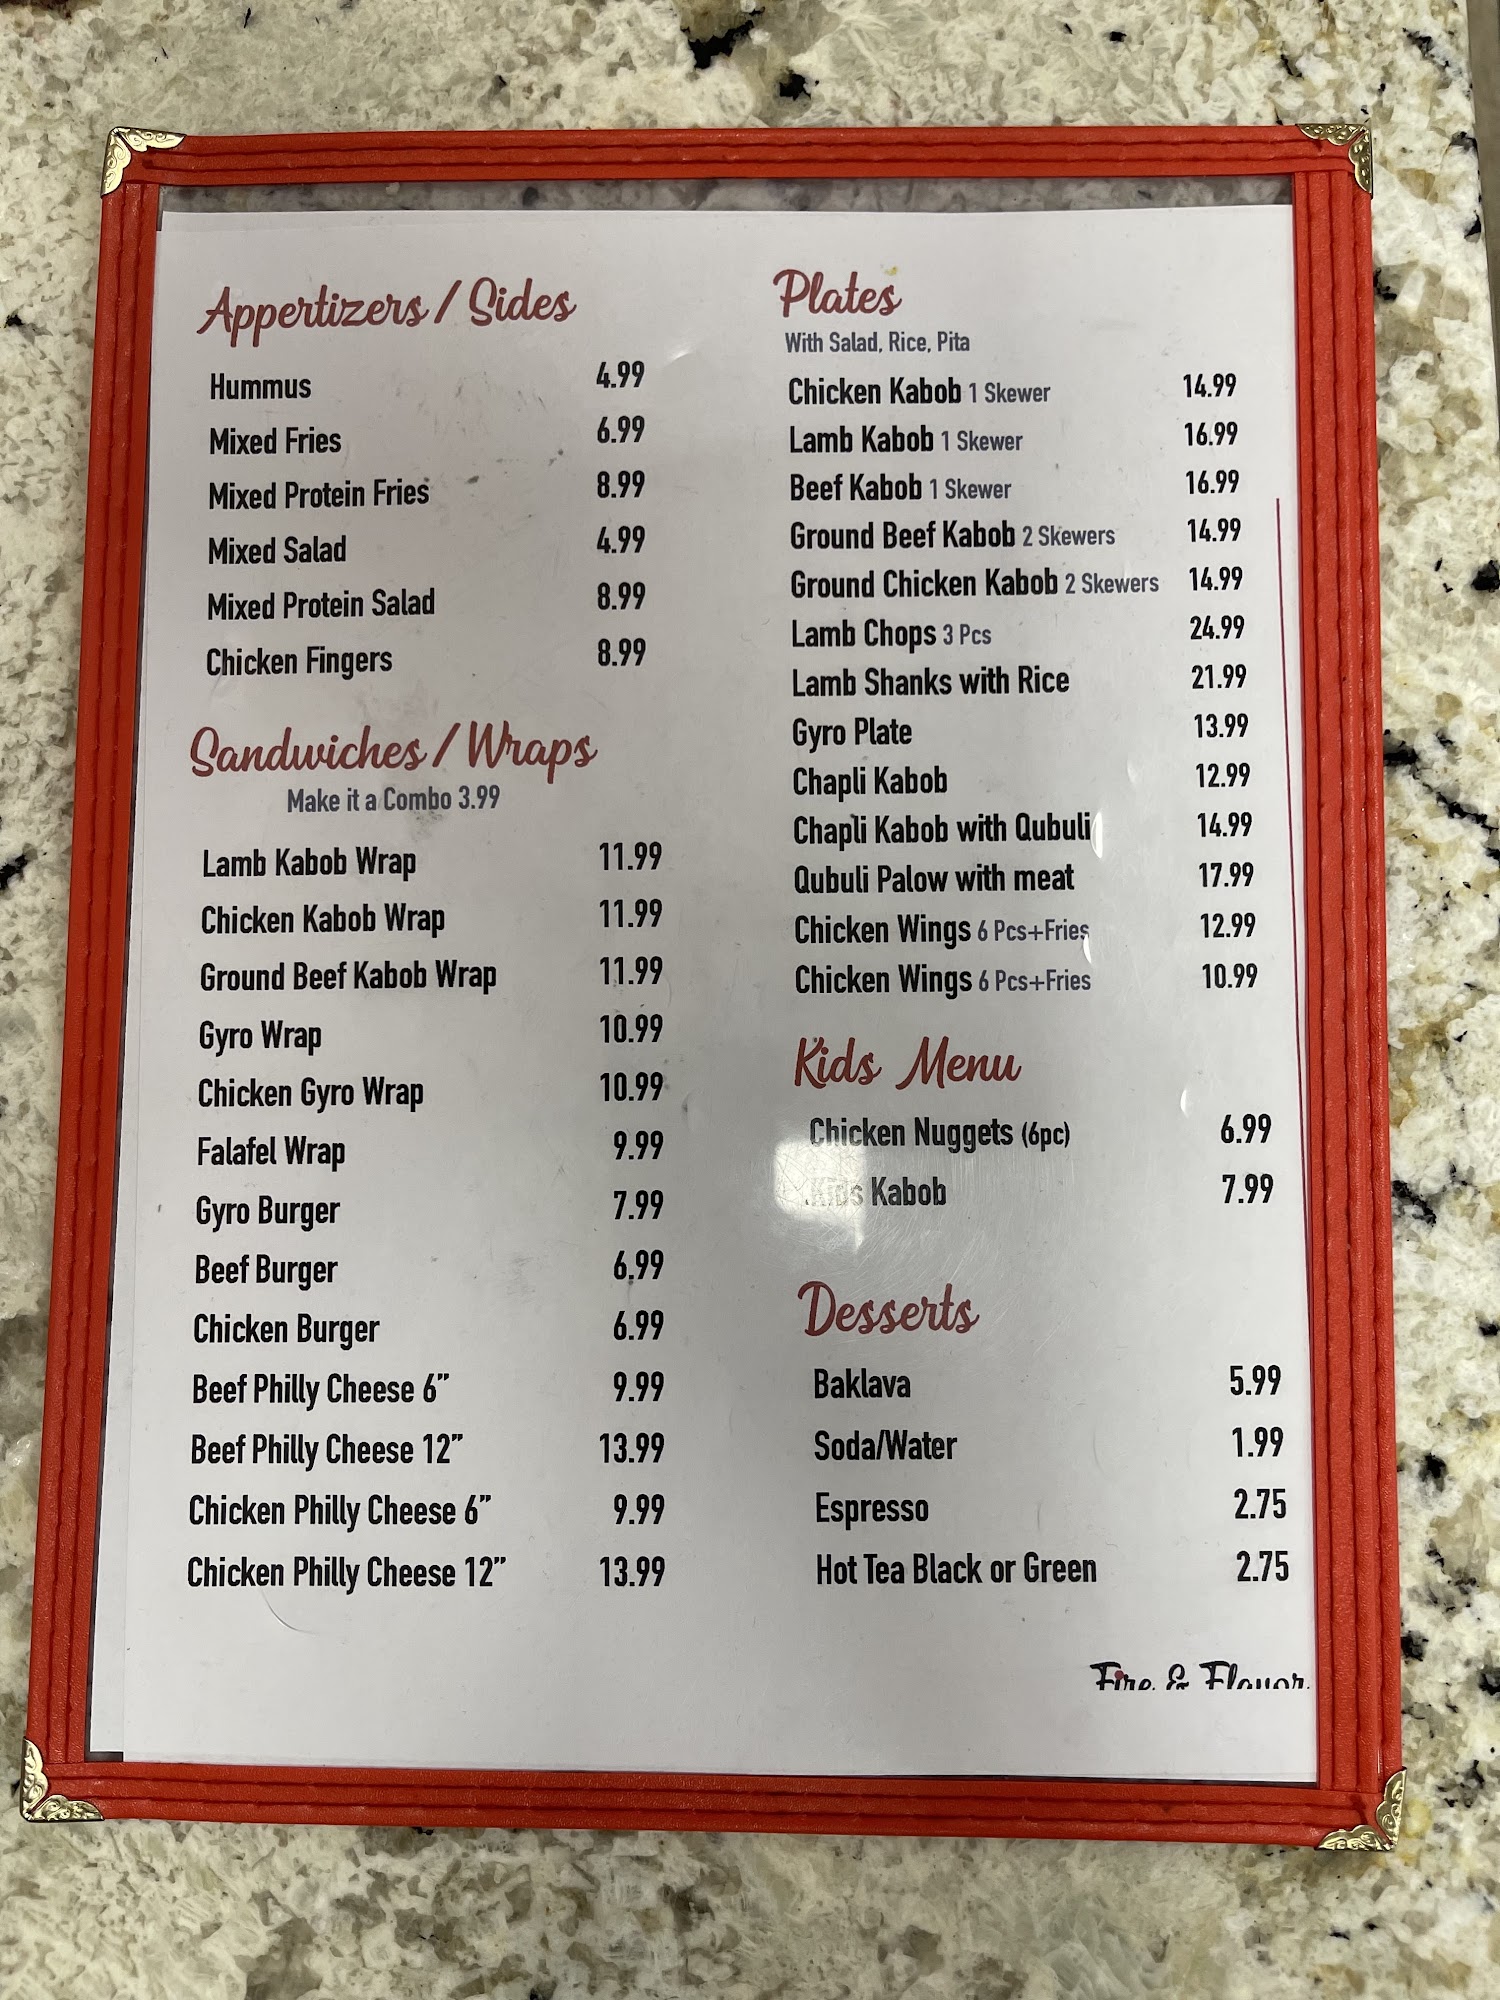 Appertizers / Sides
Hummus 4.99
Mixed Fries 6.99
Mixed Protein Fries 8.99
Mixed Salad 4.99
Mixed Protein Salad 8.99
Chicken Fingers 8.99
Sandwiches / Wraps
Make it a Combo 3.99
Lamb Kabob Wrap 11.99
Chicken Kabob Wrap 11.99
Ground Beef Kabob Wrap 11.99
Gyro Wrap 10.99
Chicken Gyro Wrap 10.99
Falafel Wrap 9.99
Gyro Burger 7.99
Beef Burger 6.99
Chicken Burger 6.99
Beef Philly Cheese 6" 9.99
Beef Philly Cheese 12" 13.99
Chicken Philly Cheese 6" 9.99
Chicken Philly Cheese 12" 13.99
Plates
With Salad, Rice, Pita
Chicken Kabob 1 Skewer 14.99
Lamb Kabob 1 Skewer 16.99
Beef Kabob 1 Skewer 16.99
Ground Beef Kabob 2 Skewers 14.99
Ground Chicken Kabob 2 Skewers 14.99
Lamb Chops 3 Pcs 24.99
Lamb Shanks with Rice 21.99
Gyro Plate 13.99
Chapli Kabob 12.99
Chapli Kabob with Qubuli 14.99
Qubuli Palow with meat 17.99
Chicken Wings 6 Pcs+Fries 12.99
Chicken Wings 6 Pcs+Fries 10.99
Kids Menu
Chicken Nuggets (6pc) 6.99
Kids Kabob 7.99
Desserts
Baklava 5.99
Soda/Water 1.99
Espresso 2.75
Hot Tea Black or Green 2.75
Fire & Flavor